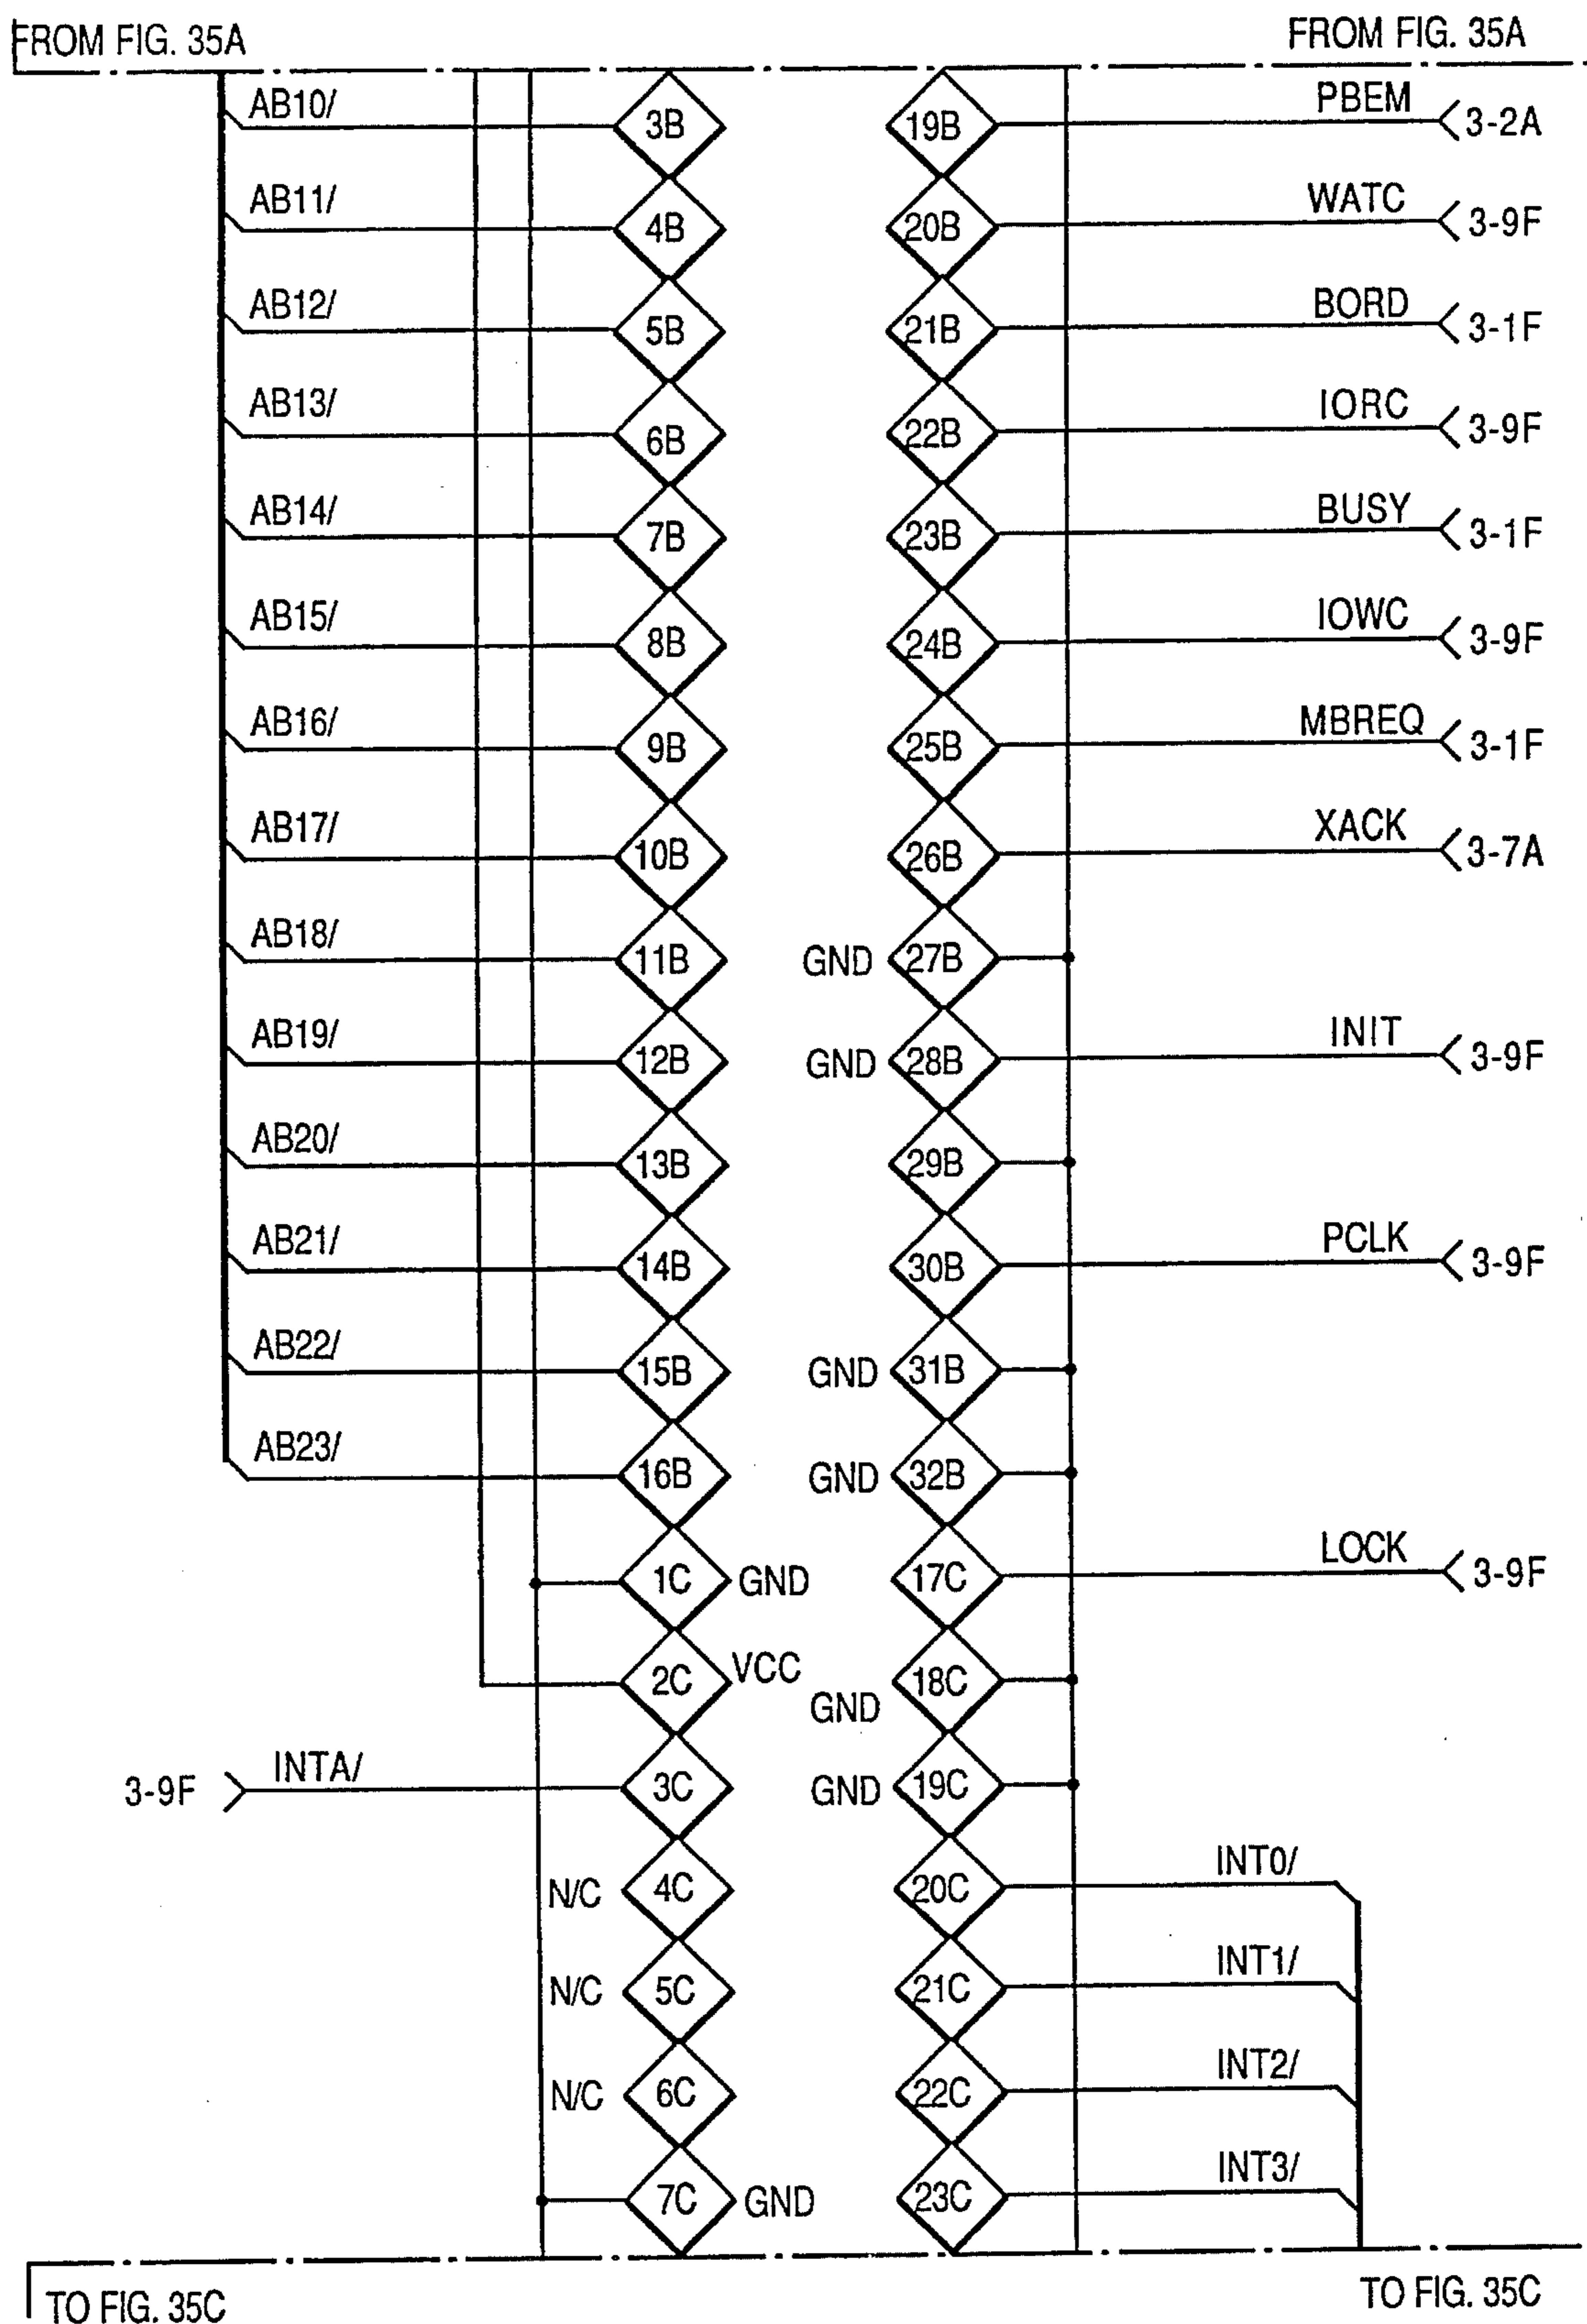 FROM FIG. 35A FROM FIG. 35A
AB10/ 3B 19B PBEM 3-2A
AB11/ 4B 20B WATC 3-9F
AB12/ 5B 21B BORD 3-1F
AB13/ 6B 22B IORC 3-9F
AB14/ 7B 23B BUSY 3-1F
AB15/ 8B 24B IOWC 3-9F
AB16/ 9B 25B MBREQ 3-1F
AB17/ 10B 26B XACK 3-7A
AB18/ 11B GND 27B
AB19/ 12B GND 28B INIT 3-9F
AB20/ 13B 29B
AB21/ 14B 30B PCLK 3-9F
AB22/ 15B GND 31B
AB23/ 16B GND 32B
1C GND 17C LOCK 3-9F
2C VCC GND 18C
3-9F INTA/ 3C GND 19C
N/C 4C 20C INT0/
N/C 5C 21C INT1/
N/C 6C 22C INT2/
7C GND 23C INT3/
TO FIG. 35C TO FIG. 35C